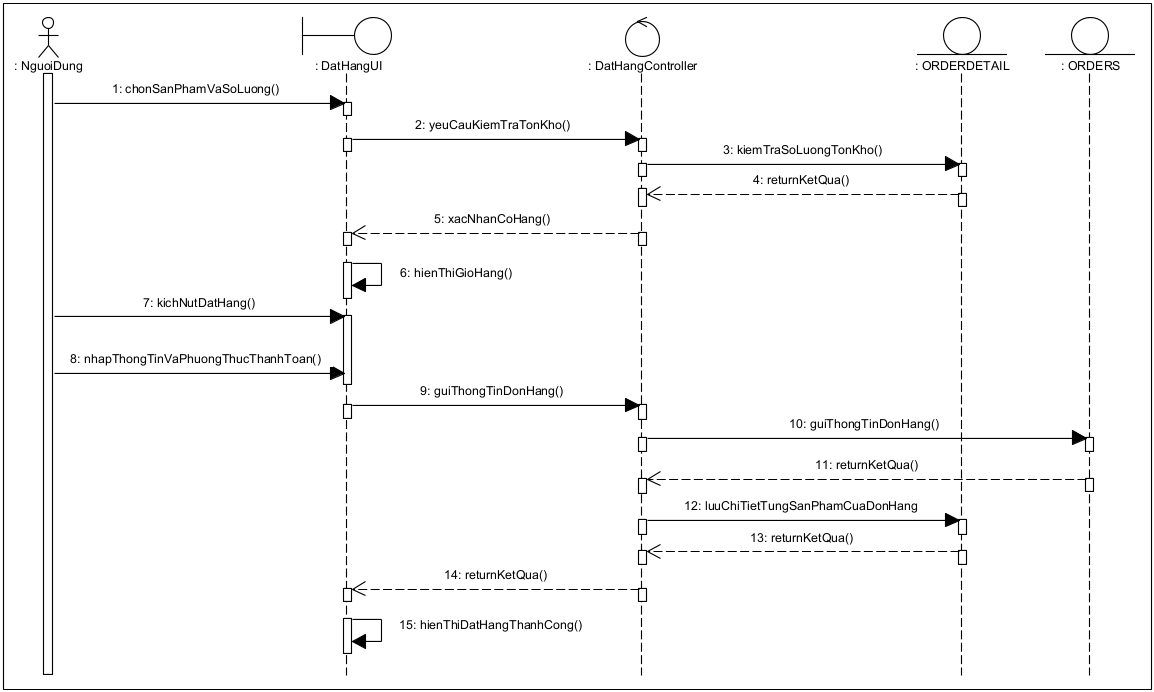 : NguoiDung
: DatHangUI
: DatHangController
: ORDERDETAIL
: ORDERS
1: chonSanPhamVaSoLuong()
2: yeuCauKiemTraTonKho()
3: kiemTraSoLuongTonKho()
4: returnKetQua()
5: xacNhanCoHang()
6: hienThiGioHang()
7: kichNutDatHang()
8: nhapThongTinVaPhuongThucThanhToan()
9: guiThongTinDonHang()
10: guiThongTinDonHang()
11: returnKetQua()
12: luuChiTietTungSanPhamCuaDonHang
13: returnKetQua()
14: returnKetQua()
15: hienThiDatHangThanhCong()